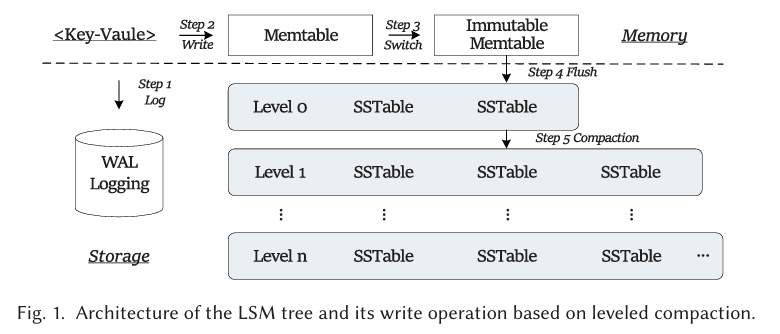 <Key-Vaule>
Step 2
Write
Memtable
Step 3
Switch
Immutable
Memtable
Memory
Step 1
Log
Step 4 Flush
Level 0 SSTable SSTable
Step 5 Compaction
WAL
Logging
Level 1 SSTable SSTable SSTable
⋮ ⋮ ⋮ ⋮
Storage
Level n SSTable SSTable SSTable ···
Fig. 1. Architecture of the LSM tree and its write operation based on leveled compaction.